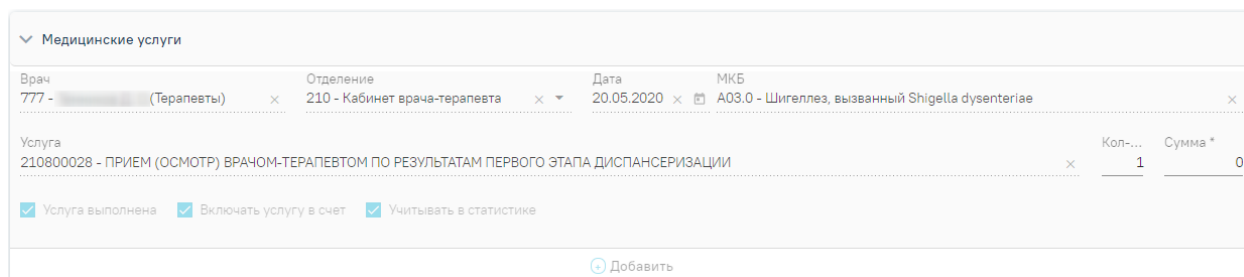 Медицинские услуги
Врач Отделение Дата МКБ
777 - (Терапевты) 210 - Кабинет врача-терапевта 20.05.2020 A03.0 - Шигеллез, вызванный Shigella dysenteriae
Услуга Кол-... Сумма *
210800028 - ПРИЕМ (ОСМОТР) ВРАЧОМ-ТЕРАПЕВТОМ ПО РЕЗУЛЬТАТАМ ПЕРВОГО ЭТАПА ДИСПАНСЕРИЗАЦИИ 1 0
Услуга выполнена Включать услугу в счет Учитывать в статистике
Добавить